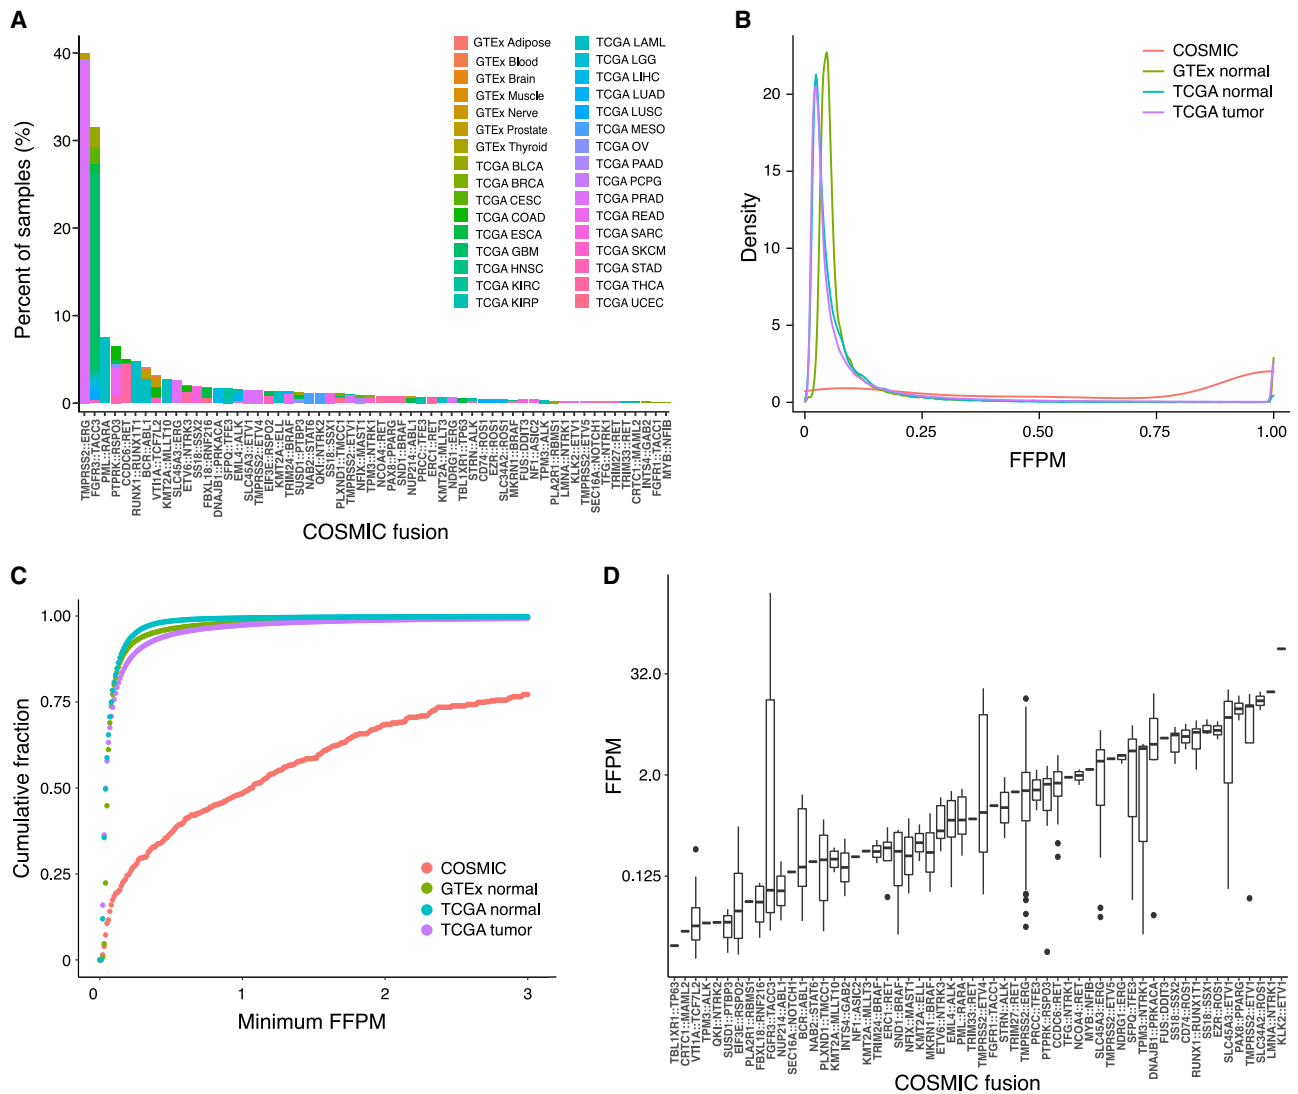 A
Percent of samples (%)
40
30
20
10
0
GTEx Adipose
GTEx Blood
GTEx Brain
GTEx Muscle
GTEx Nerve
GTEx Prostate
GTEx Thyroid
TCGA BLCA
TCGA BRCA
TCGA CESC
TCGA COAD
TCGA ESCA
TCGA GBM
TCGA HNSC
TCGA KIRC
TCGA KIRP
TCGA LAML
TCGA LGG
TCGA LIHC
TCGA LUAD
TCGA LUSC
TCGA MESO
TCGA OV
TCGA PAAD
TCGA PCPG
TCGA PRAD
TCGA READ
TCGA SARC
TCGA SKCM
TCGA STAD
TCGA THCA
TCGA UCEC
TMPRSS2::ERG
FGFR3::TACC3
PML::RARA
PTPRK::RSPO3
CCDC6::RET
RUNX1::RUNX1T1
BCR::ABL1
VTI1A::TCF7L2
KMT2A::MLLT10
SLC45A3::ERG
ETV6::NTRK3
SS18::SSX2
FBXL18::RNF216
DNAJB1::PRKACA
SFPQ::TFE3
EML4::ALK
SLC45A3::ETV1
TMPRSS2::ETV4
EIF3E::RSPO2
KMT2A::ELL
TRIM24::BRAF
SUSD1::PTBP3
NAB2::STAT6
QKI::NTRK2
SS18::SSX1
PLXND1::TMCC1
TMPRSS2::ETV1
NFIX::MAST1
TPM3::NTRK1
NCOA4::RET
PAX8::PPARG
SND1::BRAF
NUP214::ABL1
PRCC::TFE3
ERC1::RET
KMT2A::MLLT3
NDRG1::ERG
TBL1XR1::TP63
STRN::ALK
CD74::ROS1
EZR::ROS1
SLC34A2::ROS1
MKRN1::BRAF
FUS::DDIT3
NF1::ASIC2
TPM3::ALK
PLA2R1::RBMS1
LMNA::NTRK1
KLK2::ETV1
TMPRSS2::ETV5
SEC16A::NOTCH1
TFG::NTRK1
TRIM27::RET
TRIM33::RET
CRTC1::MAML2
INTS4::GAB2
FGFR1::TACC1
MYB::NFIB
COSMIC fusion
B
Density
20
15
10
5
0
0
0.25
0.50
0.75
1.00
FFPM
COSMIC
GTEx normal
TCGA normal
TCGA tumor
C
Cumulative fraction
1.00
0.75
0.50
0.25
0
0
1
2
3
Minimum FFPM
COSMIC
GTEx normal
TCGA normal
TCGA tumor
D
FFPM
32.0
2.0
0.125
TBL1XR1::TP63
CRTC1::MAML2
VTI1A::TCF7L2
TPM3::ALK
QKI::NTRK2
SUSD1::PTBP3
EIF3E::RSPO2
PLA2R1::RBMS1
FBXL18::RNF216
FGFR3::TACC3
NUP214::ABL1
SEC16A::NOTCH1
BCR::ABL1
NAB2::STAT6
PLXND1::TMCC1
KMT2A::MLLT10
INTS4::GAB2
NF1::ASIC2
KMT2A::MLLT3
TRIM24::BRAF
ERC1::RET
SND1::BRAF
NFIX::MAST1
KMT2A::ELL
MKRN1::BRAF
ETV6::NTRK3
EML4::ALK
PML::RARA
TRIM33::RET
TMPRSS2::ETV4
FGFR1::TACC1
STRN::ALK
TRIM27::RET
TMPRSS2::ERG
PRCC::TFE3
PTPRK::RSPO3
CCDC6::RET
TFG::NTRK1
NCOA4::RET
MYB::NFIB
SLC45A3::ERG
TMPRSS2::ETV5
NDRG1::ERG
SFPQ::TFE3
TPM3::NTRK1
DNAJB1::PRKACA
FUS::DDIT3
SS18::SSX2
CD74::ROS1
RUNX1::RUNX1T1
SS18::SSX1
EZR::ROS1
SLC45A3::ETV1
PAX8::PPARG
TMPRSS2::ETV1
SLC34A2::ROS1
LMNA::NTRK1
KLK2::ETV1
COSMIC fusion